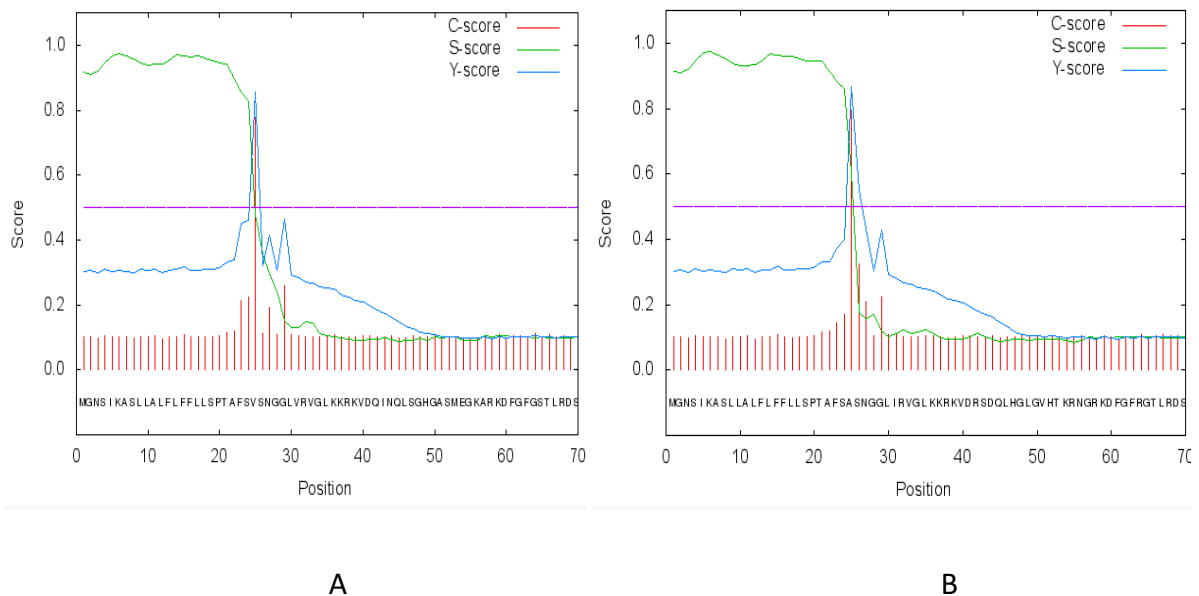 C-score
S-score
Y-score
1.0
0.8
0.6
0.4
0.2
0.0
Score
MGNSIKASLLALFLFFLLSPTAFSVSNGGLVRVGLKKRKVDQINQLSGHGASMEGKARKDFGFGSTLRDS
0 10 20 30 40 50 60 70
Position
A
C-score
S-score
Y-score
1.0
0.8
0.6
0.4
0.2
0.0
Score
MGNSIKASLLALFLFFLLSPTAFSASNGGLIRVGLKKRKVDRSDQLHGLGVHTKRNGRKDFGFRGTLRDS
0 10 20 30 40 50 60 70
Position
B